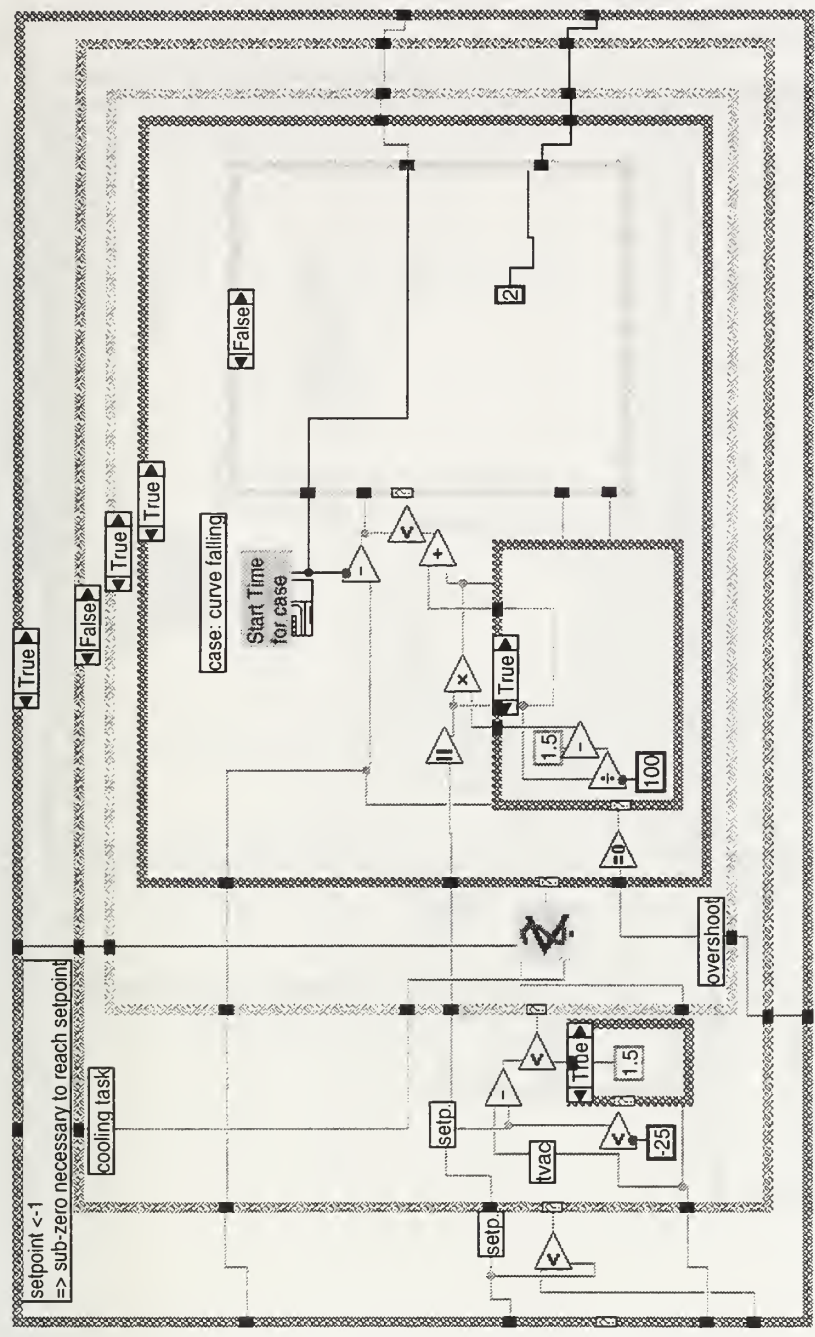 setpoint <-1
=> sub-zero necessary to reach setpoint
True
False
True
True
False
cooling task
case: curve falling
Start Time
for case
2
setp.
setp.
tvac
-25
True
1.5
overshoot
=0
True
1.5
100